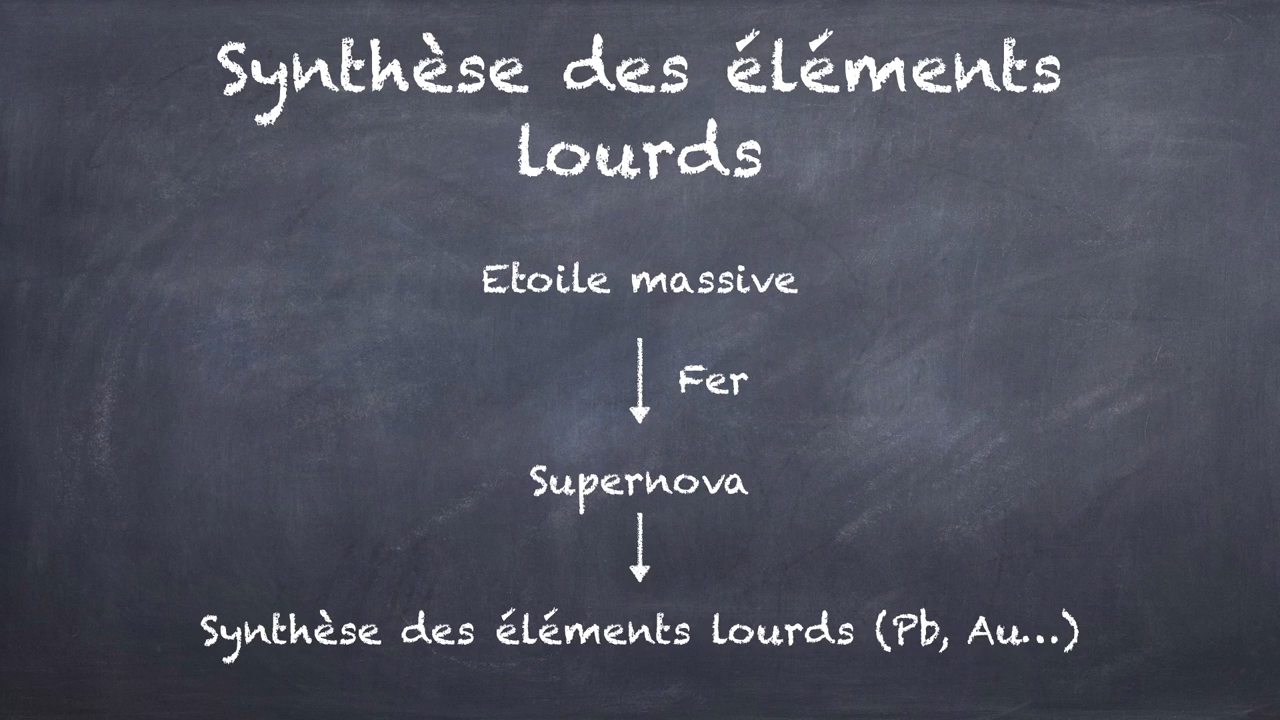 Synthèse des éléments
lourds
Etoile massive
Fer
Supernova
Synthèse des éléments lourds (Pb, Au...)